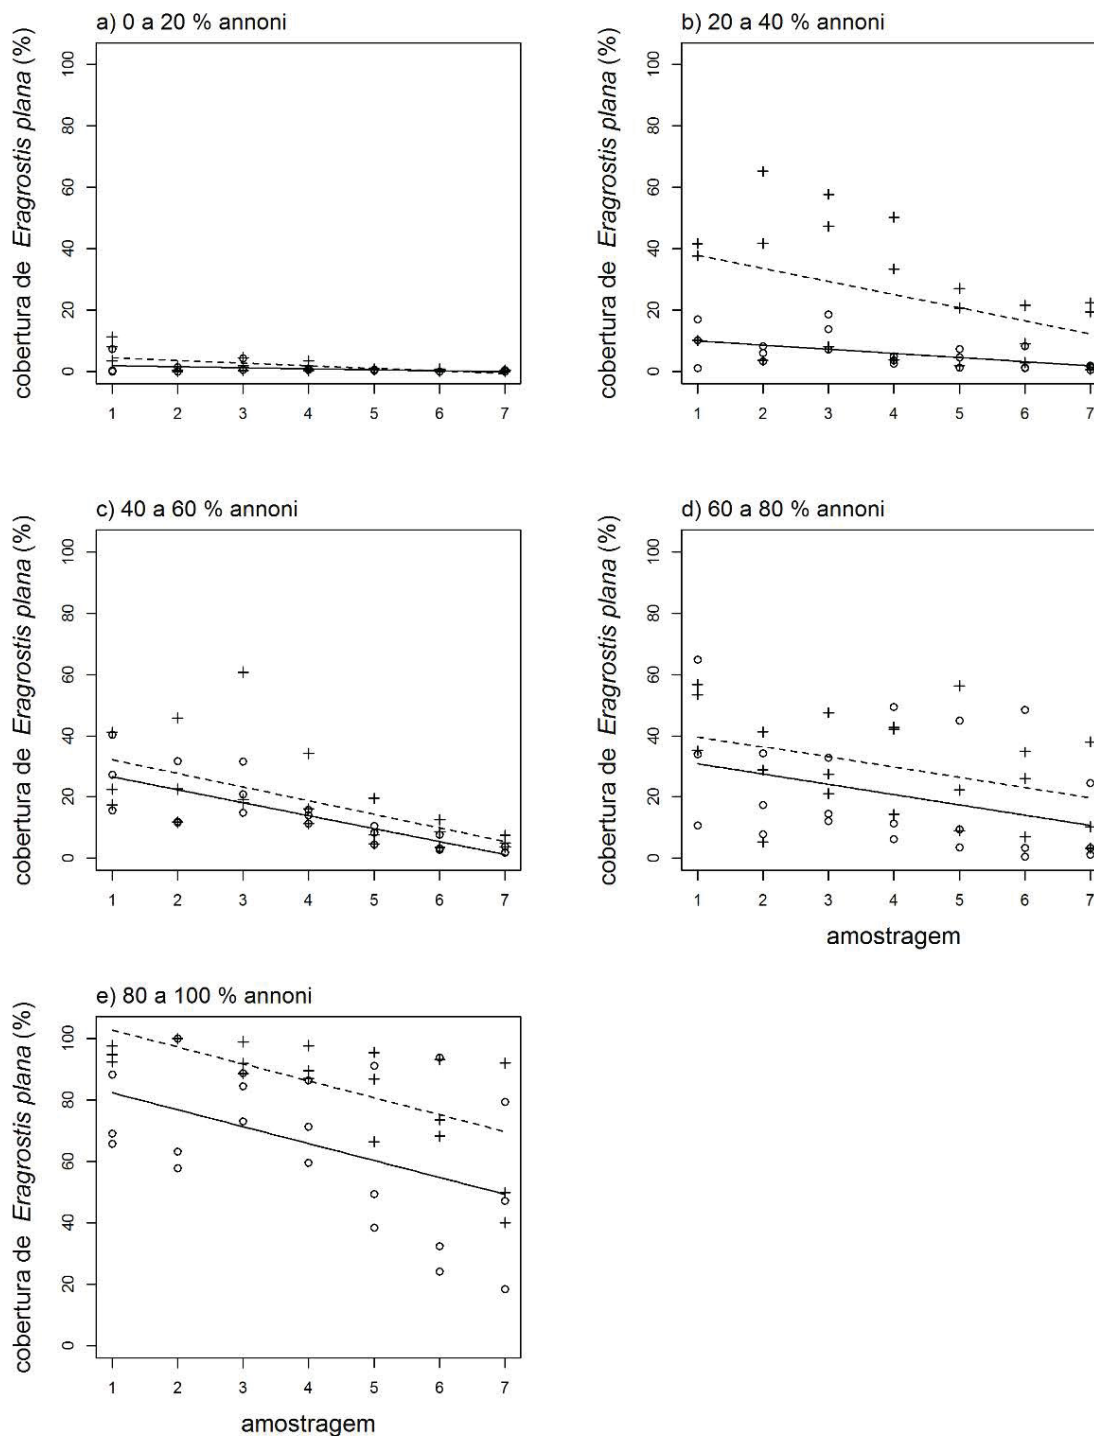 a) 0 a 20 % annoni
cobertura de Eragrostis plana (%)
100
80
60
40
20
0
1 2 3 4 5 6 7
b) 20 a 40 % annoni
cobertura de Eragrostis plana (%)
100
80
60
40
20
0
1 2 3 4 5 6 7
c) 40 a 60 % annoni
cobertura de Eragrostis plana (%)
100
80
60
40
20
0
1 2 3 4 5 6 7
d) 60 a 80 % annoni
cobertura de Eragrostis plana (%)
100
80
60
40
20
0
1 2 3 4 5 6 7
amostragem
e) 80 a 100 % annoni
cobertura de Eragrostis plana (%)
100
80
60
40
20
0
1 2 3 4 5 6 7
amostragem